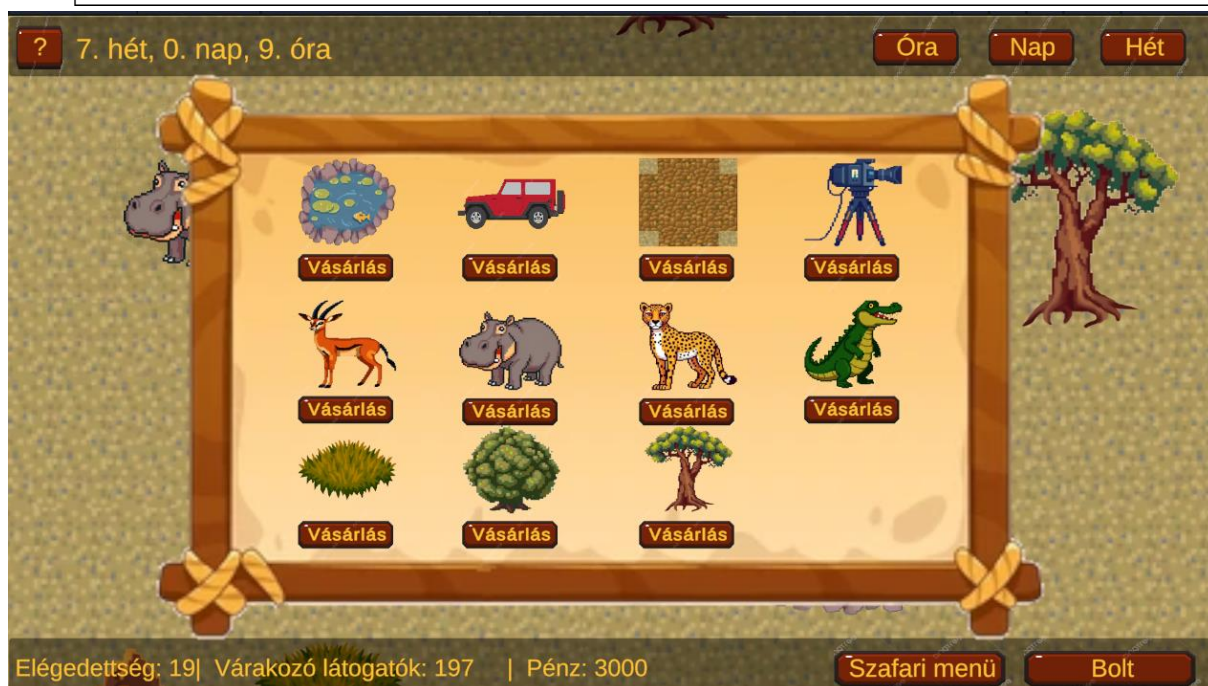 ? 7. hét, 0. nap, 9. óra Óra Nap Hét
Vásárlás Vásárlás Vásárlás Vásárlás
Vásárlás Vásárlás Vásárlás Vásárlás
Vásárlás Vásárlás Vásárlás
Elégedettség: 19| Várakozó látogatók: 197 | Pénz: 3000 Szafari menü Bolt